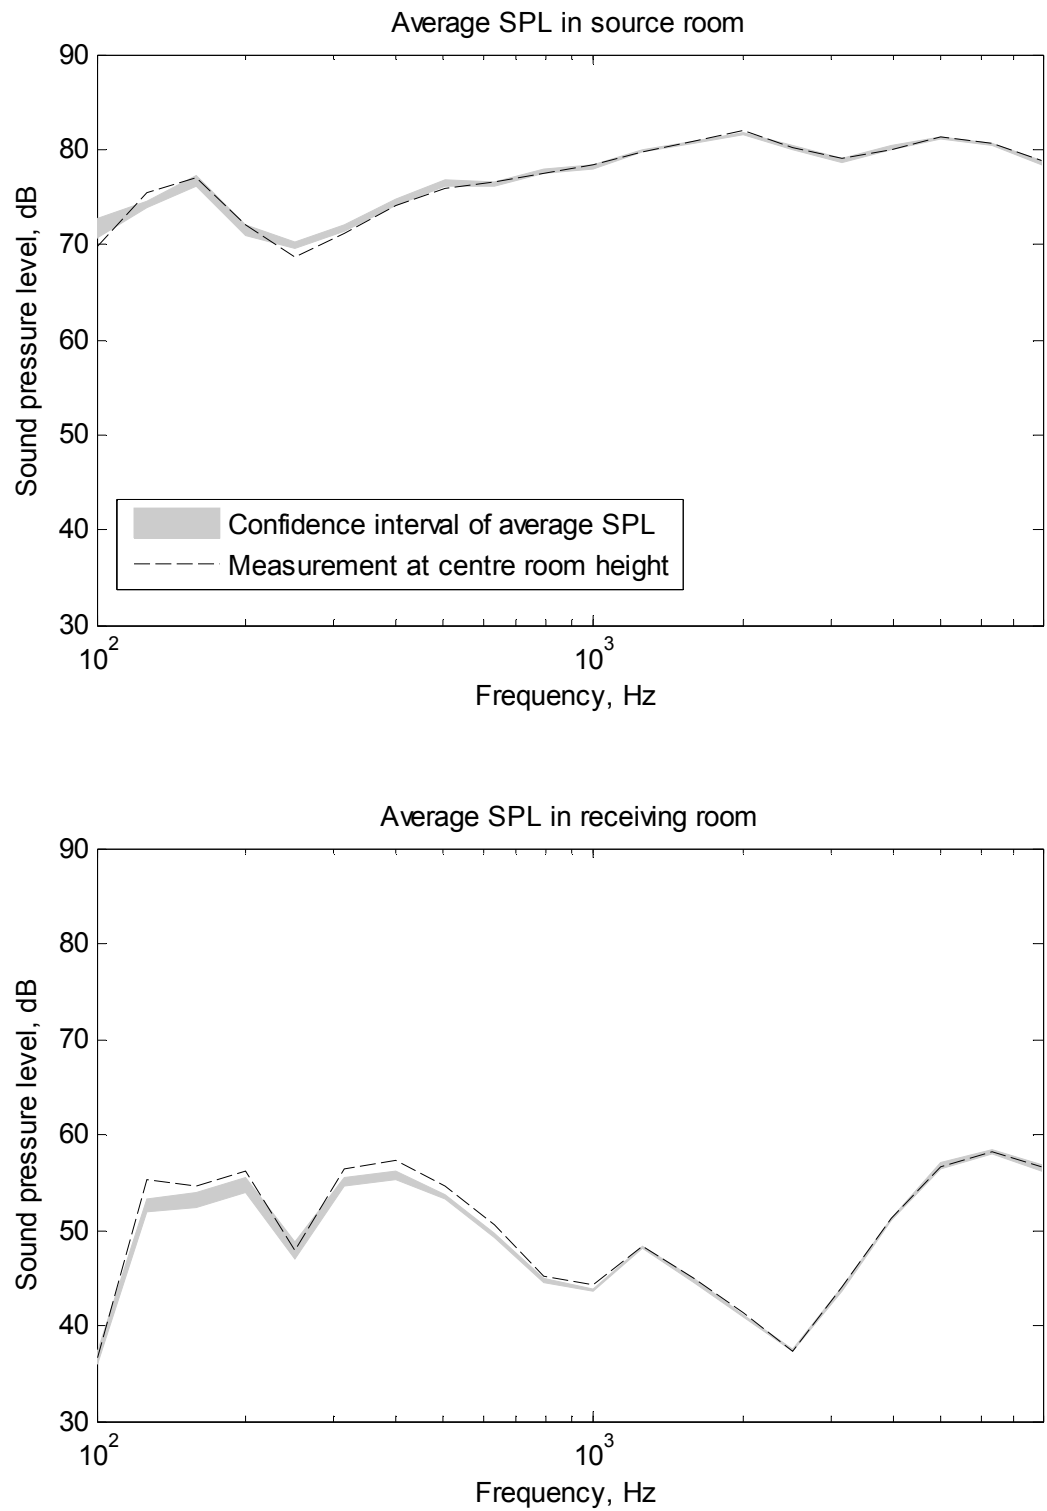 Average SPL in source room
90
80
70
60
50
40
30
Sound pressure level, dB
Confidence interval of average SPL
Measurement at centre room height
10^2
10^3
Frequency, Hz
Average SPL in receiving room
90
80
70
60
50
40
30
Sound pressure level, dB
10^2
10^3
Frequency, Hz